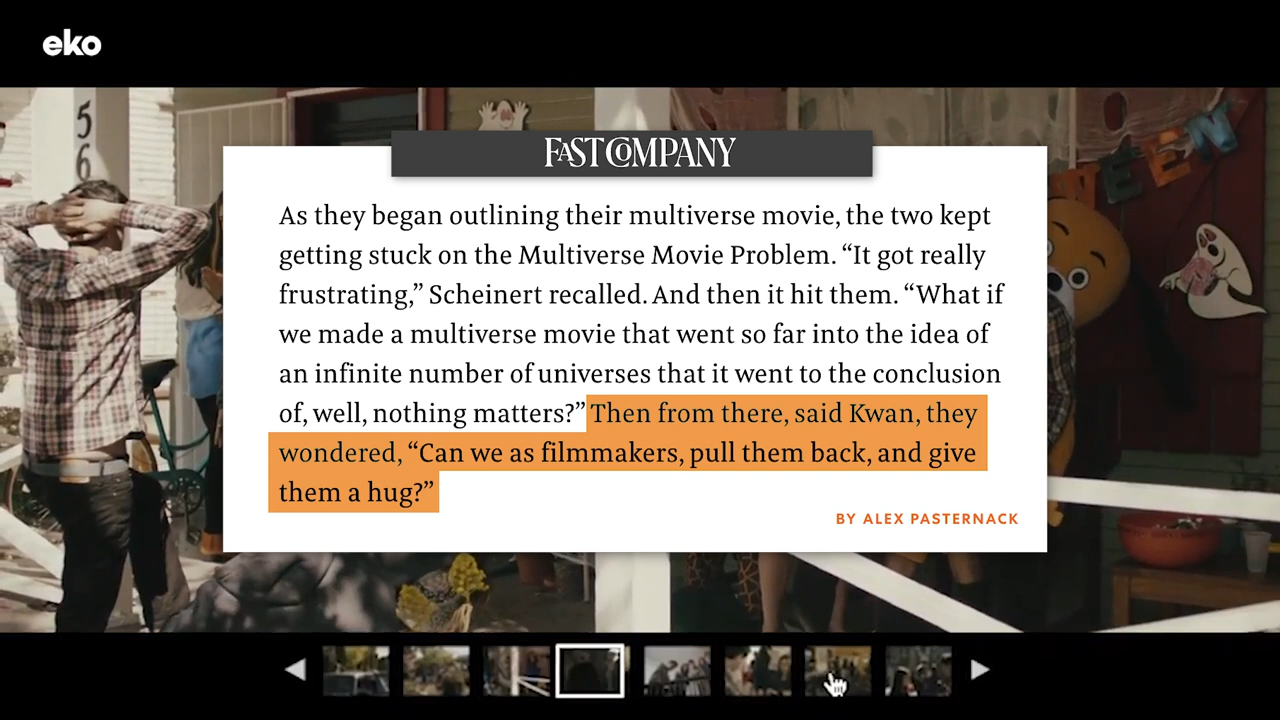 eko
5
6
EEN
FAST COMPANY
As they began outlining their multiverse movie, the two kept
getting stuck on the Multiverse Movie Problem. “It got really
frustrating,” Scheinert recalled. And then it hit them. “What if
we made a multiverse movie that went so far into the idea of
an infinite number of universes that it went to the conclusion
of, well, nothing matters?” Then from there, said Kwan, they
wondered, “Can we as filmmakers, pull them back, and give
them a hug?”
BY ALEX PASTERNACK